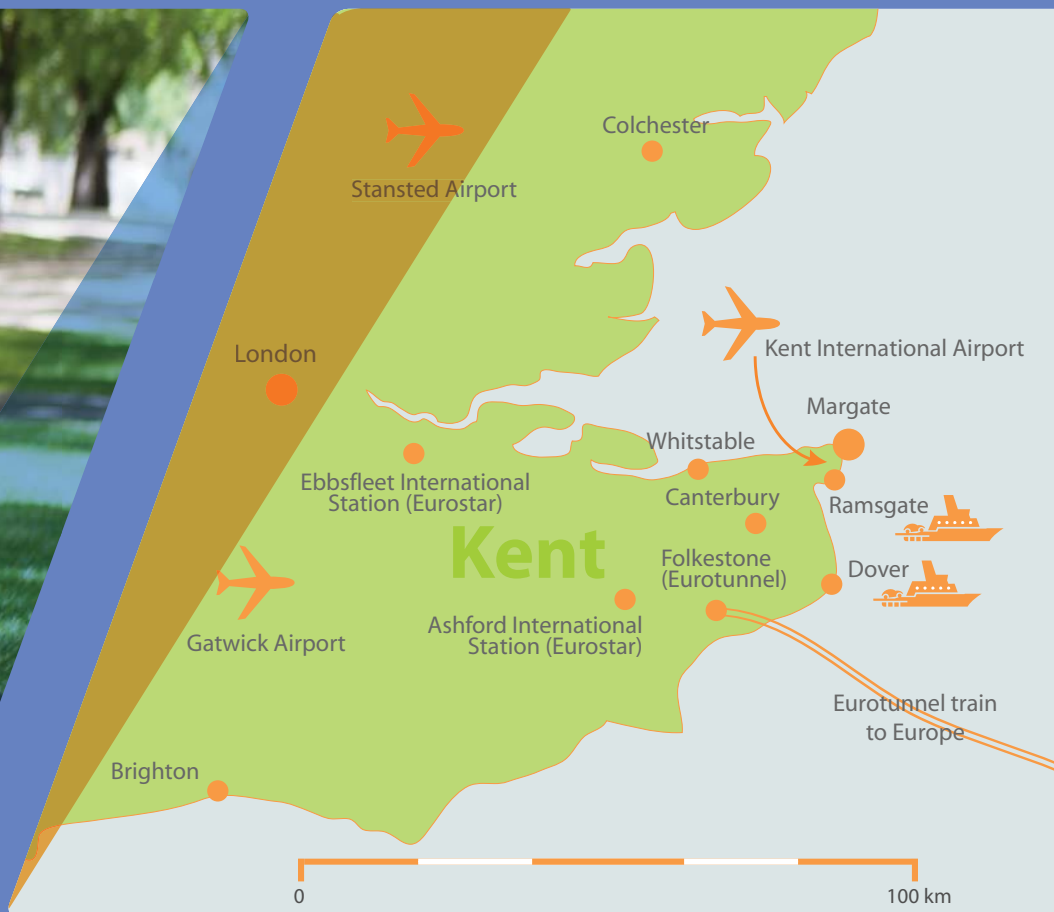 Colchester
Stansted Airport
London
Kent International Airport
Margate
Whitstable
Ebbsfleet International
Station (Eurostar)
Canterbury
Ramsgate
Kent
Folkestone
(Eurotunnel)
Dover
Ashford International
Station (Eurostar)
Gatwick Airport
Eurotunnel train
to Europe
Brighton
0
100 km